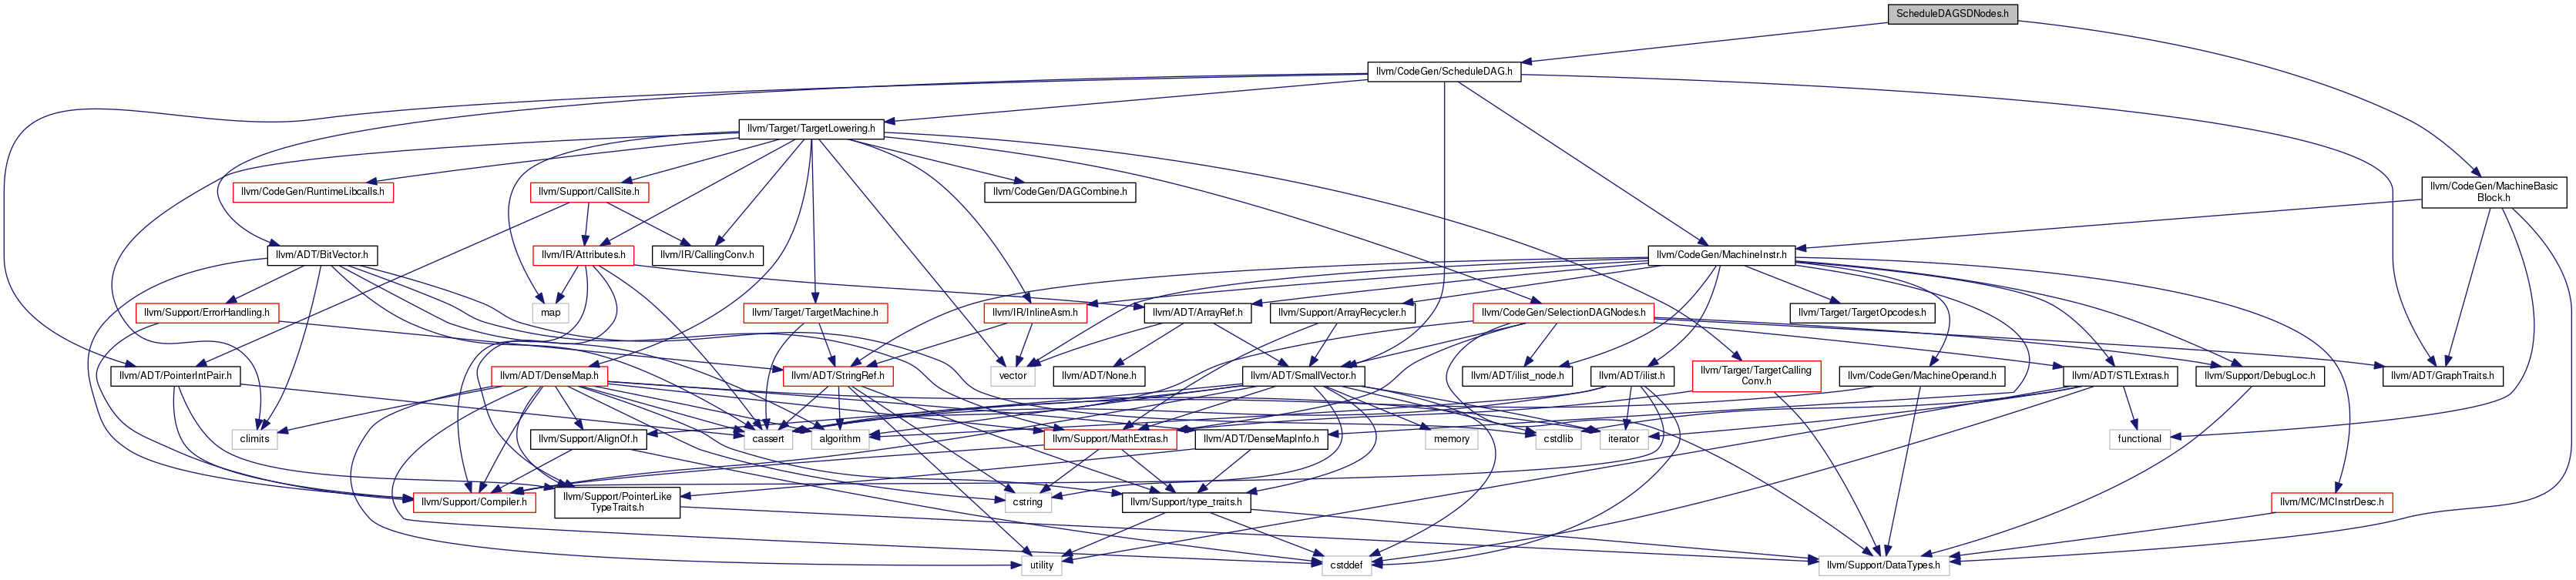 ScheduleDAGSDNodes.h
llvm/CodeGen/ScheduleDAG.h
llvm/Target/TargetLowering.h
llvm/CodeGen/RuntimeLibcalls.h
llvm/Support/CallSite.h
llvm/CodeGen/DAGCombine.h
llvm/CodeGen/MachineBasic
Block.h
llvm/ADT/BitVector.h
llvm/IR/Attributes.h
llvm/IR/CallingConv.h
llvm/CodeGen/MachineInstr.h
llvm/Support/ErrorHandling.h
map
llvm/Target/TargetMachine.h
llvm/IR/InlineAsm.h
llvm/ADT/ArrayRef.h
llvm/Support/ArrayRecycler.h
llvm/CodeGen/SelectionDAGNodes.h
llvm/Target/TargetOpcodes.h
llvm/ADT/PointerIntPair.h
llvm/ADT/DenseMap.h
llvm/ADT/StringRef.h
vector
llvm/ADT/None.h
llvm/ADT/SmallVector.h
llvm/ADT/ilist_node.h
llvm/ADT/ilist.h
llvm/Target/TargetCalling
Conv.h
llvm/CodeGen/MachineOperand.h
llvm/ADT/STLExtras.h
llvm/Support/DebugLoc.h
llvm/ADT/GraphTraits.h
climits
llvm/Support/AlignOf.h
cassert
algorithm
llvm/Support/MathExtras.h
llvm/ADT/DenseMapInfo.h
memory
cstdlib
iterator
functional
llvm/Support/Compiler.h
llvm/Support/PointerLike
TypeTraits.h
cstring
llvm/Support/type_traits.h
llvm/MC/MCInstrDesc.h
utility
cstddef
llvm/Support/DataTypes.h